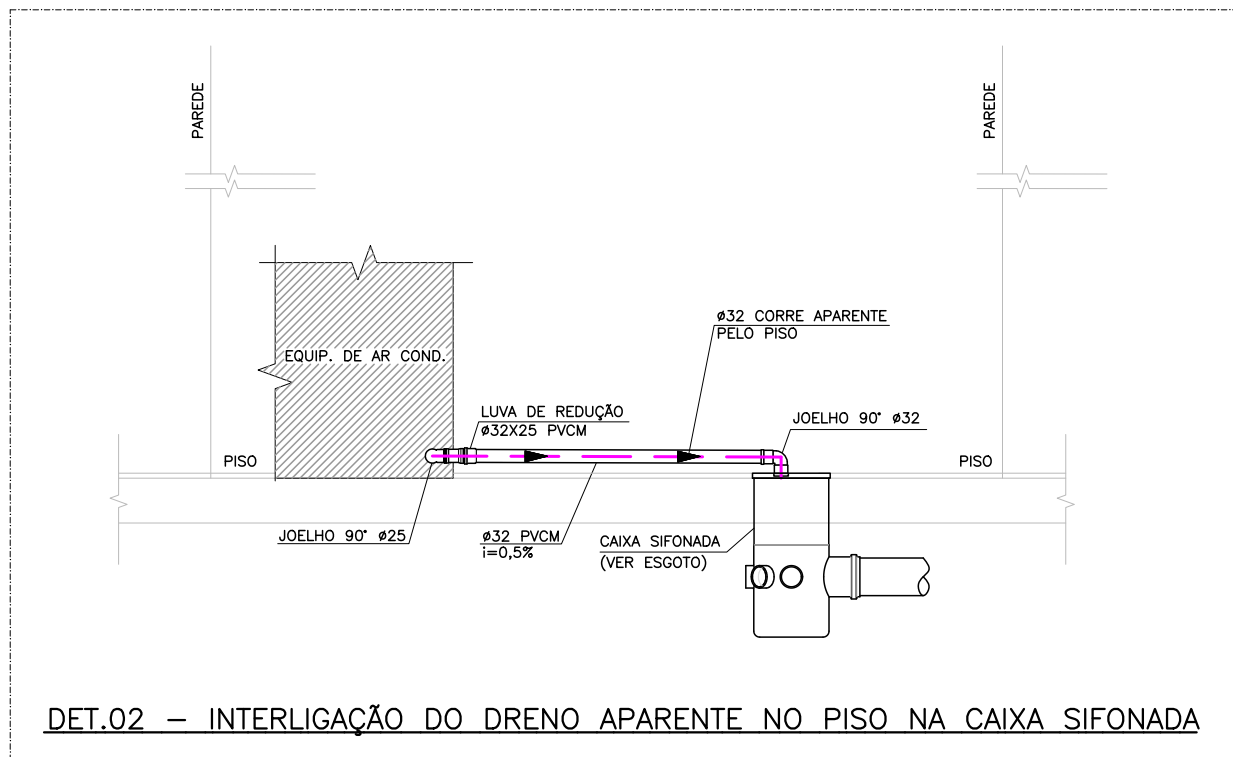 PAREDE
PAREDE
ø32 CORRE APARENTE
PELO PISO
EQUIP. DE AR COND.
LUVA DE REDUÇÃO
ø32X25 PVCM
JOELHO 90° ø32
PISO
PISO
JOELHO 90° ø25
ø32 PVCM
i=0,5%
CAIXA SIFONADA
(VER ESGOTO)
DET.02 – INTERLIGAÇÃO DO DRENO APARENTE NO PISO NA CAIXA SIFONADA